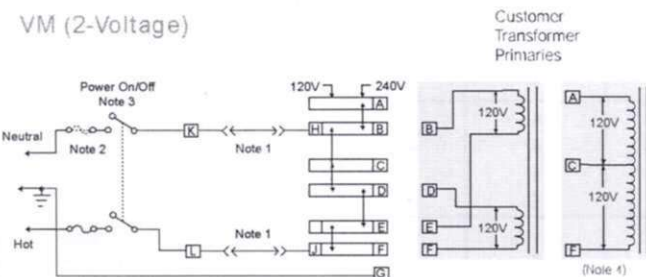 VM (2-Voltage)
Customer
Transformer
Primaries
Power On/Off
Note 3
120V
240V
Neutral
Note 2
K
Note 1
H
A
B
C
D
E
F
G
J
Hot
L
Note 1
B
D
E
F
120V
120V
A
C
F
120V
120V
(Note 4)